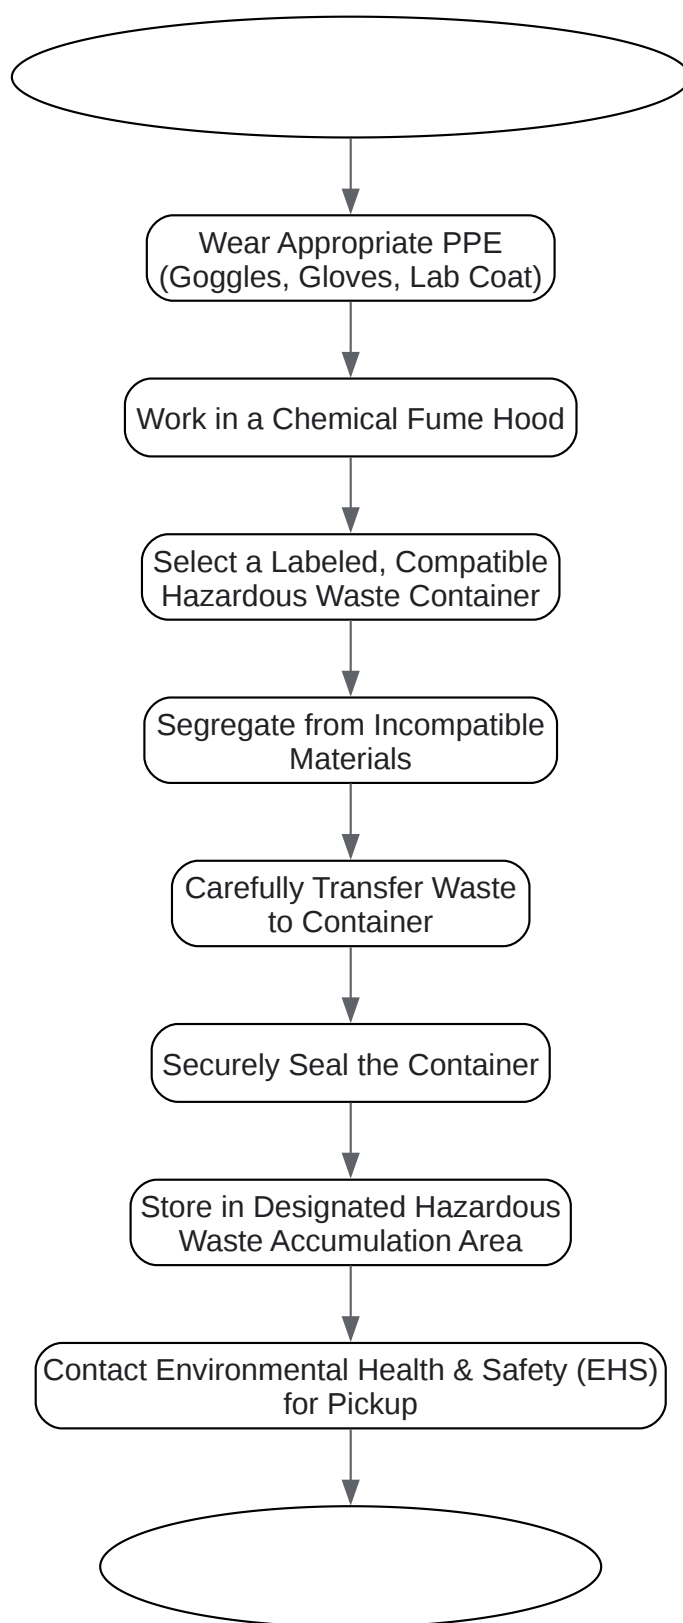 Wear Appropriate PPE
(Goggles, Gloves, Lab Coat)
Work in a Chemical Fume Hood
Select a Labeled, Compatible
Hazardous Waste Container
Segregate from Incompatible
Materials
Carefully Transfer Waste
to Container
Securely Seal the Container
Store in Designated Hazardous
Waste Accumulation Area
Contact Environmental Health & Safety (EHS)
for Pickup